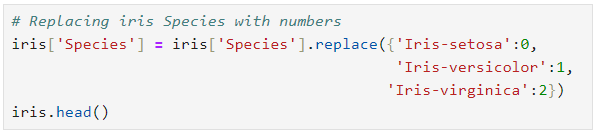 # Replacing iris Species with numbers
iris['Species'] = iris['Species'].replace({'Iris-setosa':0,
                                           'Iris-versicolor':1,
                                          'Iris-virginica':2})
iris.head()